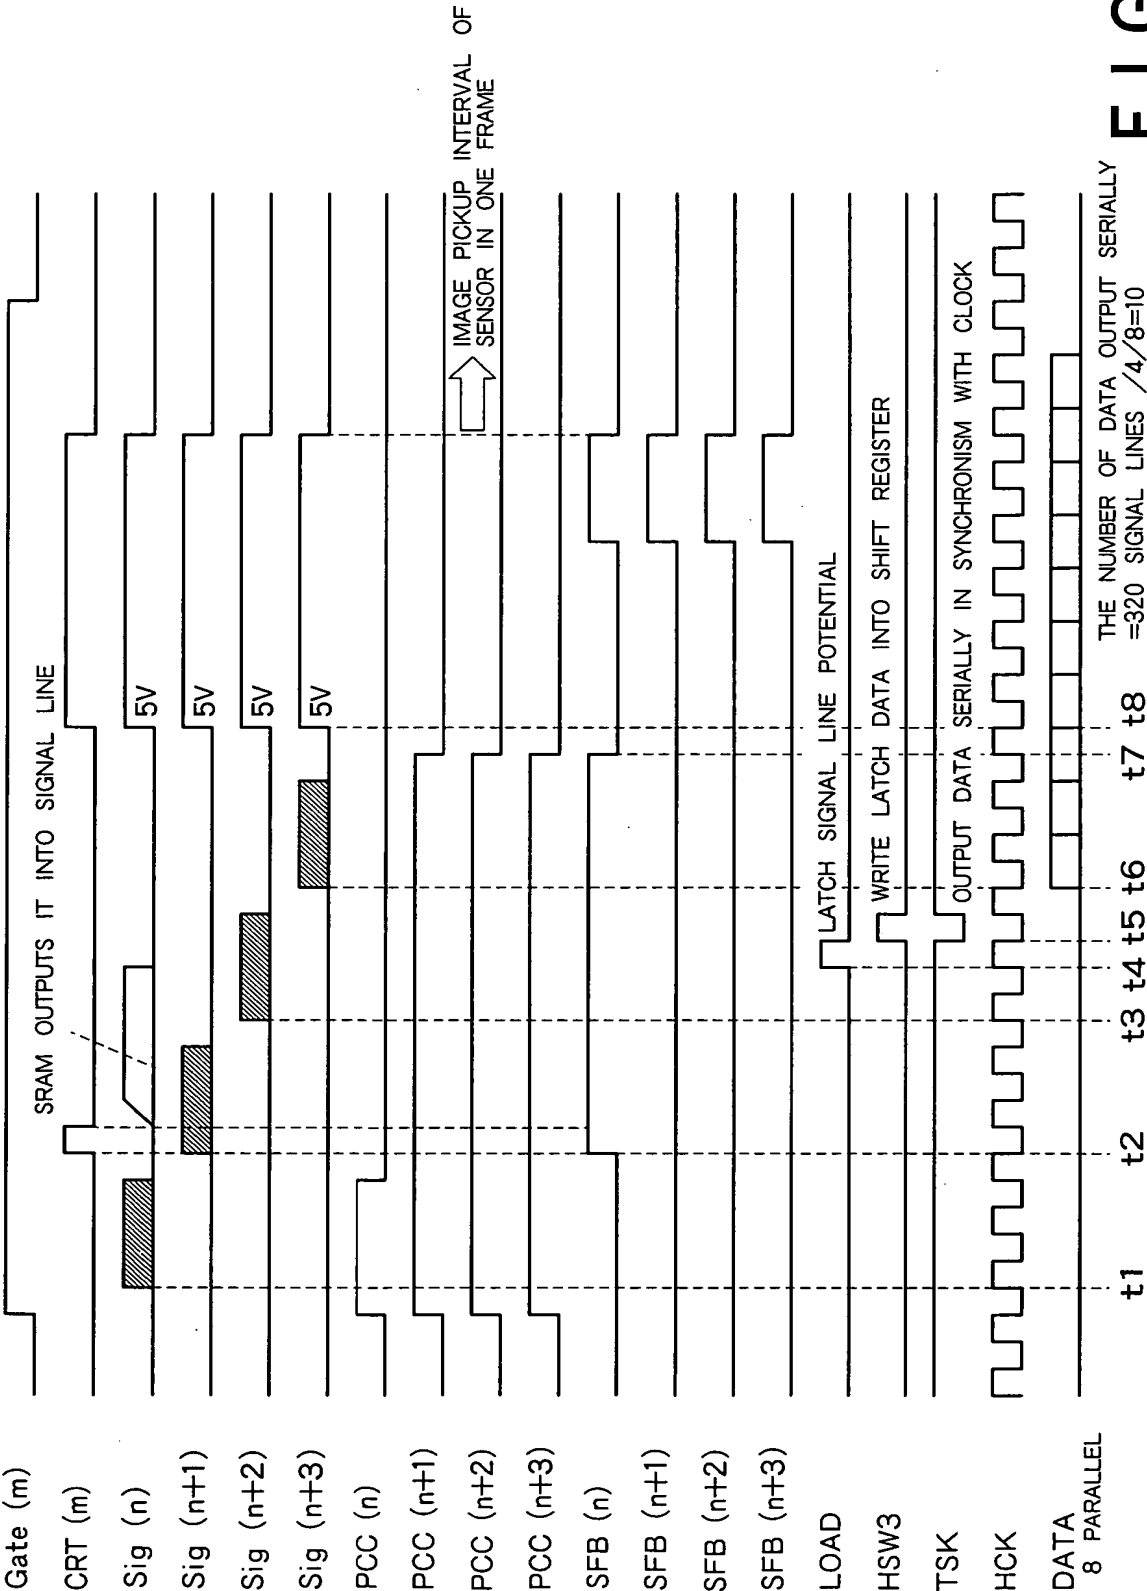 Gate (m)
CRT (m)
Sig (n)
Sig (n+1)
Sig (n+2)
Sig (n+3)
PCC (n)
PCC (n+1)
PCC (n+2)
PCC (n+3)
SFB (n)
SFB (n+1)
SFB (n+2)
SFB (n+3)
LOAD
HSW3
TSK
HCK
DATA
8 PARALLEL
SRAM OUTPUTS IT INTO SIGNAL LINE
5V
5V
5V
5V
IMAGE PICKUP INTERVAL OF
SENSOR IN ONE FRAME
LATCH SIGNAL LINE POTENTIAL
WRITE LATCH DATA INTO SHIFT REGISTER
OUTPUT DATA SERIALLY IN SYNCHRONISM WITH CLOCK
THE NUMBER OF DATA OUTPUT SERIALLY
=320 SIGNAL LINES /4/8=10
t1 t2 t3 t4 t5 t6 t7 t8